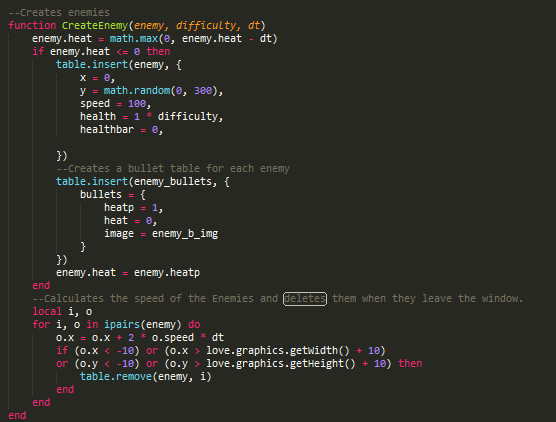 --Creates enemies
function CreateEnemy(enemy, difficulty, dt)
    enemy.heat = math.max(0, enemy.heat - dt)
    if enemy.heat <= 0 then
        table.insert(enemy, {
            x = 0,
            y = math.random(0, 300),
            speed = 100,
            health = 1 * difficulty,
            healthbar = 0,

        })
        --Creates a bullet table for each enemy
        table.insert(enemy_bullets, {
            bullets = {
                heatp = 1,
                heat = 0,
                image = enemy_b_img
            }
        })
        enemy.heat = enemy.heatp
    end
    --Calculates the speed of the Enemies and deletes them when they leave the window.
    local i, o
    for i, o in ipairs(enemy) do
        o.x = o.x + 2 * o.speed * dt
        if (o.x < -10) or (o.x > love.graphics.getWidth() + 10)
        or (o.y < -10) or (o.y > love.graphics.getHeight() + 10) then
            table.remove(enemy, i)
        end
    end
end